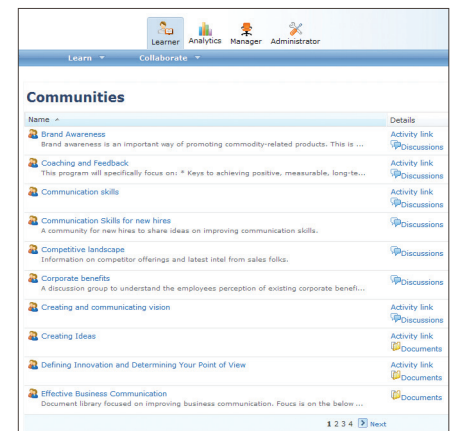 Learner Analytics Manager Administrator
Learn Collaborate
Communities
Name Details
Brand Awareness Activity link
Brand awareness is an important way of promoting commodity-related products. This is ... Discussions
Coaching and Feedback Activity link
This program will specifically focus on: * Keys to achieving positive, measurable, long-te... Discussions
Communication skills Activity link
Discussions
Communication Skills for new hires Discussions
A community for new hires to share ideas on improving communication skills.
Competitive landscape Discussions
Information on competitor offerings and latest intel from sales folks.
Corporate benefits Discussions
A discussion group to understand the employees perception of existing corporate benefi...
Creating and communicating vision Activity link
Discussions
Creating Ideas Activity link
Documents
Defining Innovation and Determining Your Point of View Activity link
Documents
Effective Business Communication Documents
Document library focused on improving business communication. Foucs is on the below ...
1 2 3 4 Next